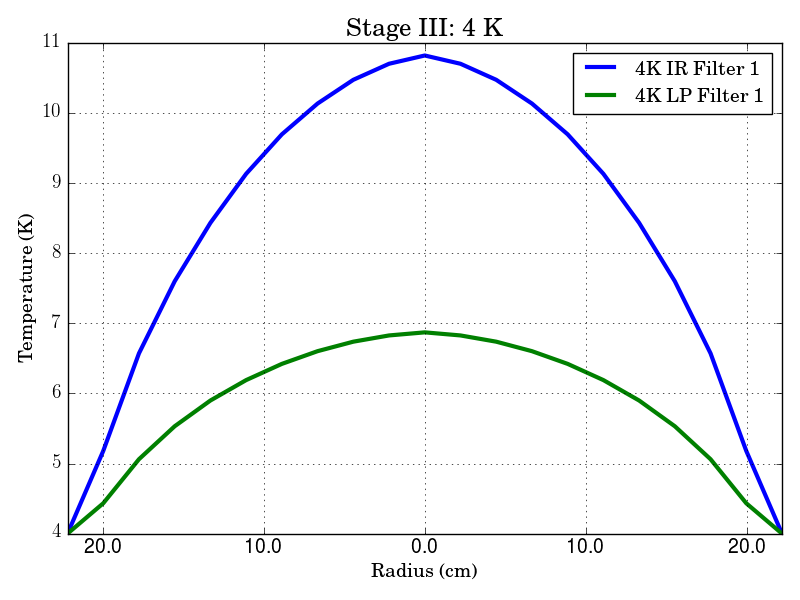 Stage III: 4 K
4K IR Filter 1
4K LP Filter 1
Temperature (K)
11
10
9
8
7
6
5
4
20.0 10.0 0.0 10.0 20.0
Radius (cm)